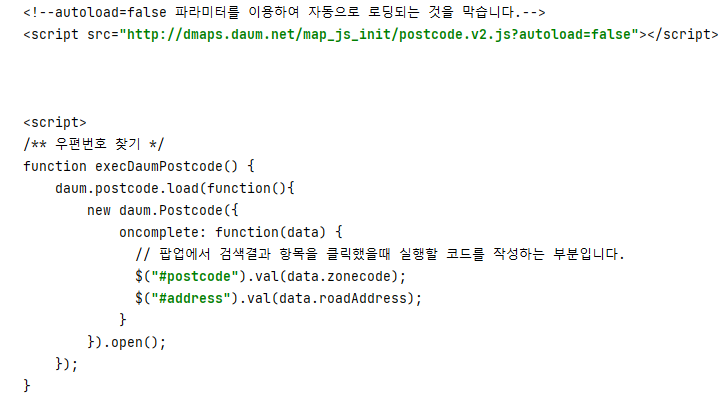 <!--autoload=false 파라미터를 이용하여 자동으로 로딩되는 것을 막습니다.-->
<script src="http://dmaps.daum.net/map_js_init/postcode.v2.js?autoload=false"></script>
<script>
/** 우편번호 찾기 */
function execDaumPostcode() {
    daum.postcode.load(function(){
        new daum.Postcode({
            oncomplete: function(data) {
              // 팝업에서 검색결과 항목을 클릭했을때 실행할 코드를 작성하는 부분입니다.
              $("#postcode").val(data.zonecode);
              $("#address").val(data.roadAddress);
            }
        }).open();
    });
}